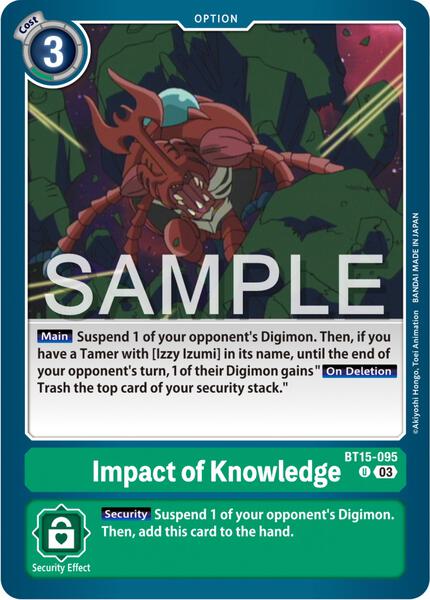 OPTION
Cost
3
SAMPLE
©Akiyoshi Hongo, Toei Animation BANDAI MADE IN JAPAN
Main Suspend 1 of your opponent's Digimon. Then, if you
have a Tamer with [Izzy Izumi] in its name, until the end of
your opponent's turn, 1 of their Digimon gains " On Deletion
Trash the top card of your security stack."
BT15-095
Impact of Knowledge U 03
Security Suspend 1 of your opponent's Digimon.
Then, add this card to the hand.
Security Effect